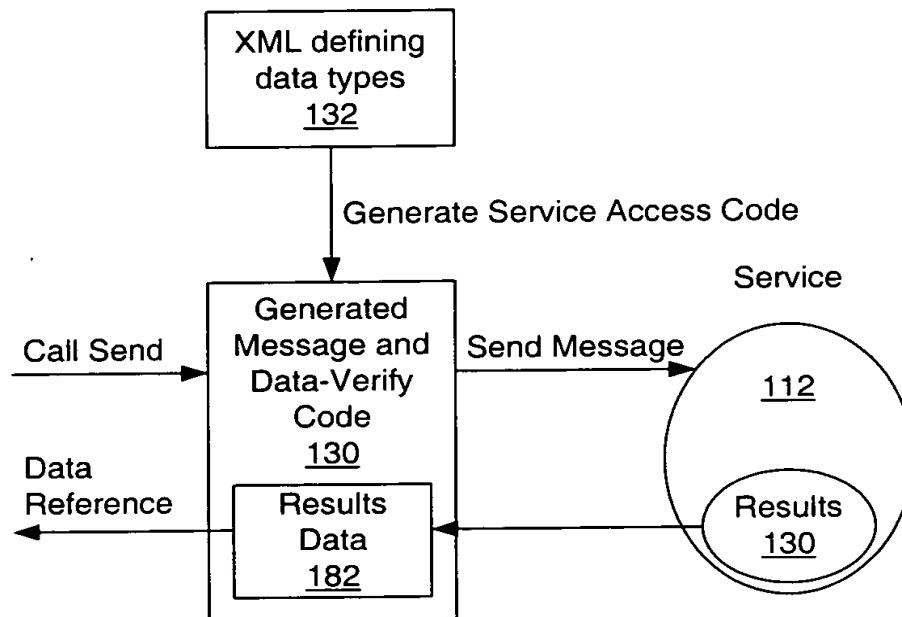 XML defining
data types
132
Generate Service Access Code
Service
Call Send
Generated
Message and
Data-Verify
Code
130
Send Message
112
Data
Reference
Results
Data
182
Results
130